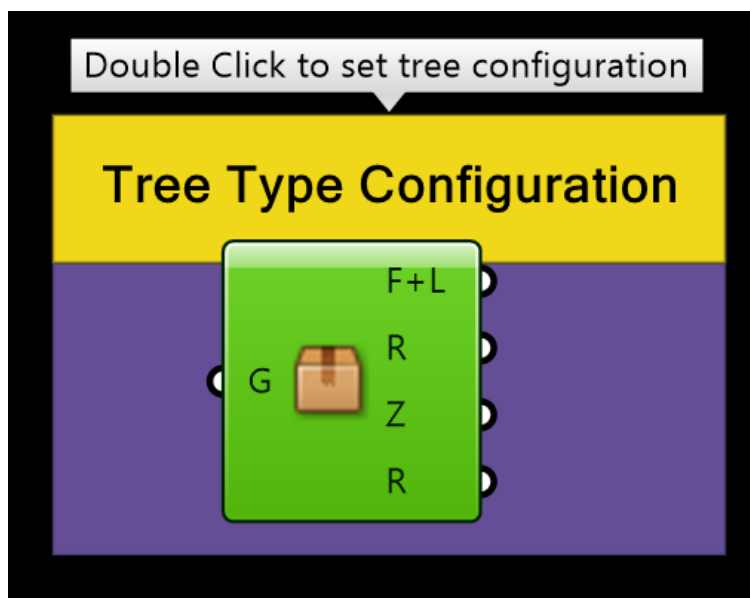 Double Click to set tree configuration
Tree Type Configuration
F+L
R
G
Z
R